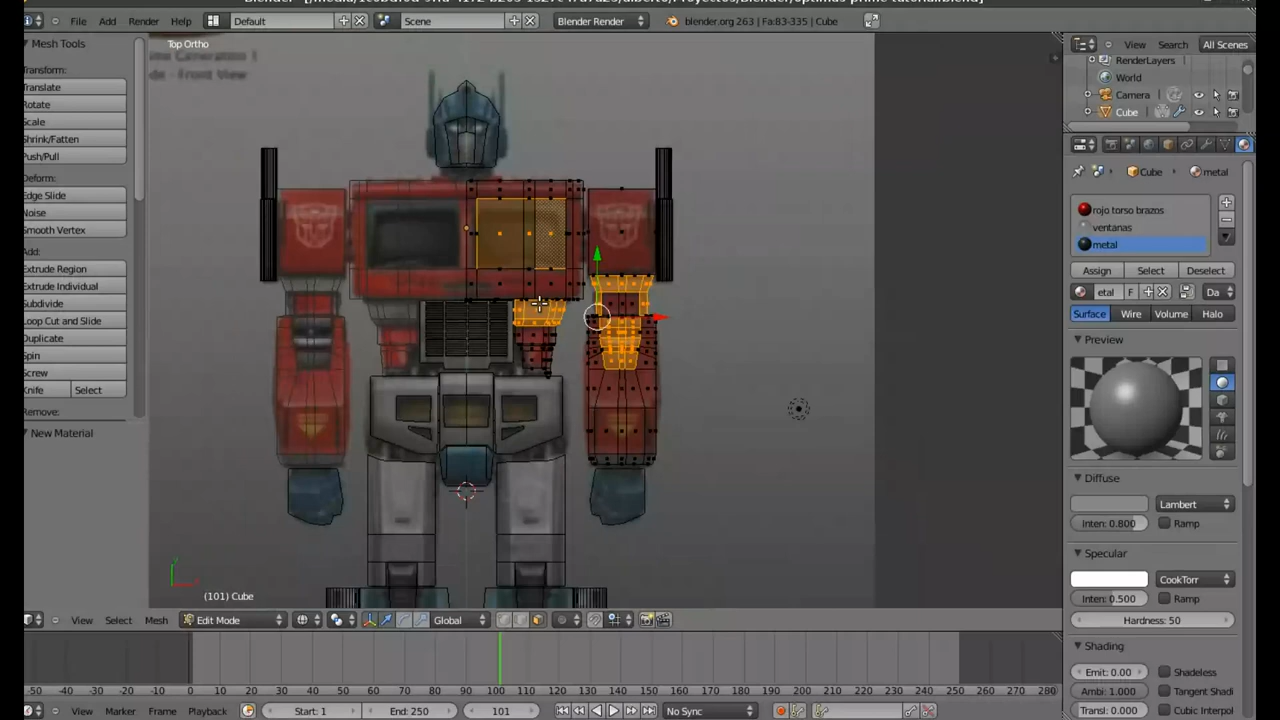 File Add Render Help Default Scene Blender Render blender.org 263 | Fa:83-335 | Cube
Mesh Tools
Transform:
Translate
Rotate
Scale
Shrink/Fatten
Push/Pull
Deform:
Edge Slide
Noise
Smooth Vertex
Add:
Extrude Region
Extrude Individual
Subdivide
Loop Cut and Slide
Duplicate
Spin
Screw
Knife Select
Remove:
New Material
Top Ortho
Front View
(101) Cube
View Select Mesh Edit Mode Global
-50 -40 -30 -20 -10 0 10 20 30 40 50 60 70 80 90 100 110 120 130 140 150 160 170 180 190 200 210 220 230 240 250 260 270 280
View Marker Frame Playback Start: 1 End: 250 101 No Sync
View Search All Scenes
RenderLayers
World
Camera
Cube
Cube metal
rojo torso brazos
ventanas
metal
Assign Select Deselect
etal F Da
Surface Wire Volume Halo
Preview
Diffuse
Lambert
Inten: 0.800 Ramp
Specular
CookTorr
Inten: 0.500 Ramp
Hardness: 50
Shading
Emit: 0.00 Shadeless
Ambi: 1.000 Tangent Shadi
Transl: 0.000 Cubic Interpol